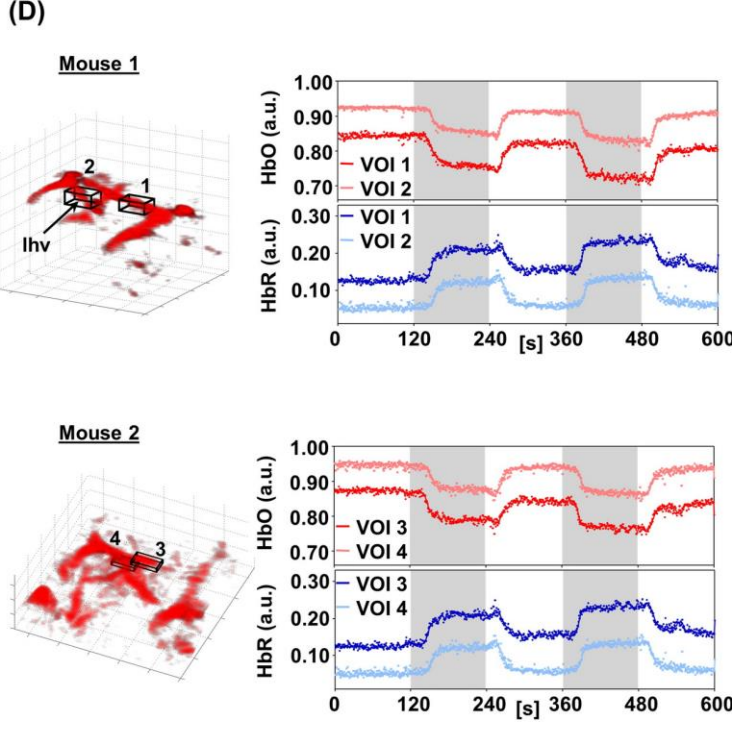 (D)
Mouse 1
2
1
lhv
HbO (a.u.)
1.00
0.90
0.80
0.70
VOI 1
VOI 2
HbR (a.u.)
0.30
0.20
0.10
VOI 1
VOI 2
0 120 240 [s] 360 480 600
Mouse 2
4
3
HbO (a.u.)
1.00
0.90
0.80
0.70
VOI 3
VOI 4
HbR (a.u.)
0.30
0.20
0.10
VOI 3
VOI 4
0 120 240 [s] 360 480 600